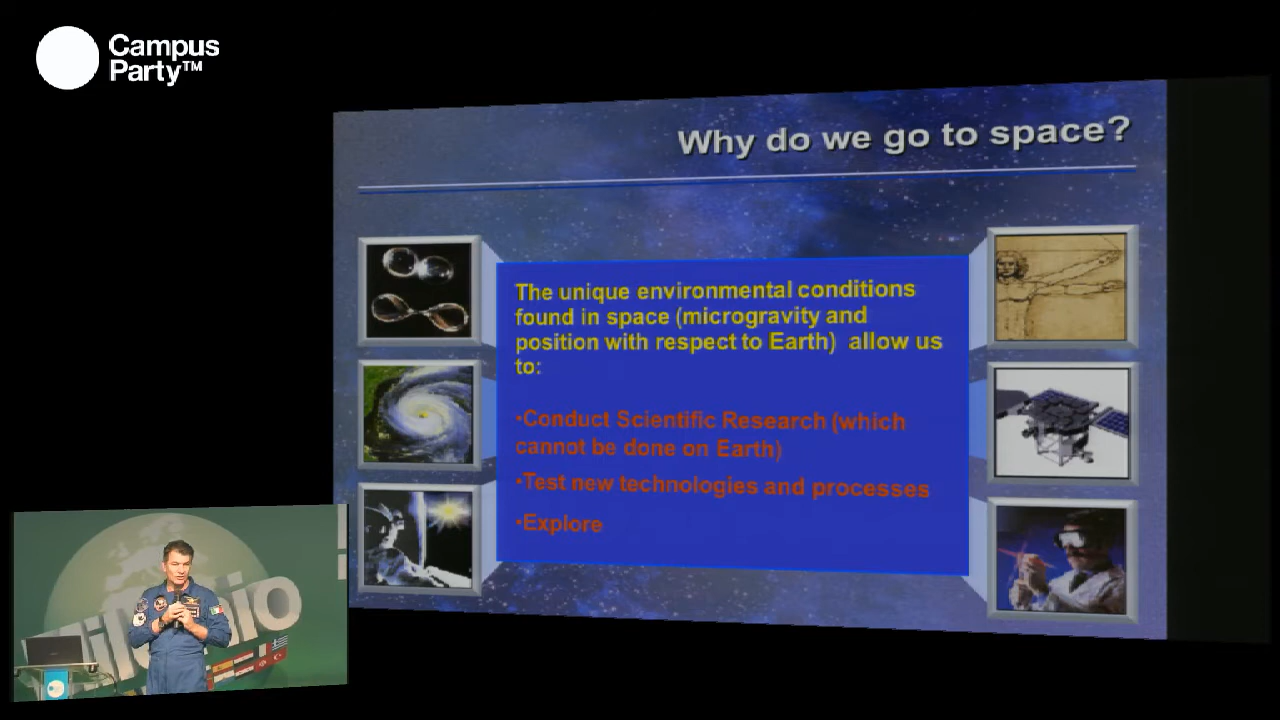 Campus
Party™
Why do we go to space?
The unique environmental conditions
found in space (microgravity and
position with respect to Earth) allow us
to:
•Conduct Scientific Research (which
cannot be done on Earth)
•Test new technologies and processes
•Explore